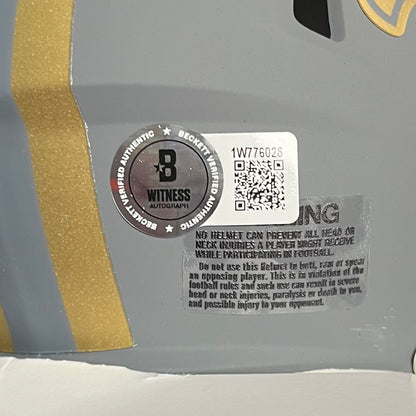 BECKETT VERIFIED AUTHENTIC ★ BECKETT VERIFIED AUTHENTIC ★
B
WITNESS
AUTOGRAPH
1W776028
NING
NO HELMET CAN PREVENT ALL HEAD OR
NECK INJURIES A PLAYER MIGHT RECEIVE
WHILE PARTICIPATING IN FOOTBALL.
Do not use this Helmet to butt, ram or spear
an opposing player. This is in violation of the
football rules and such use can result in severe
head or neck injuries, paralysis or death to you,
and possible injury to your opponent.